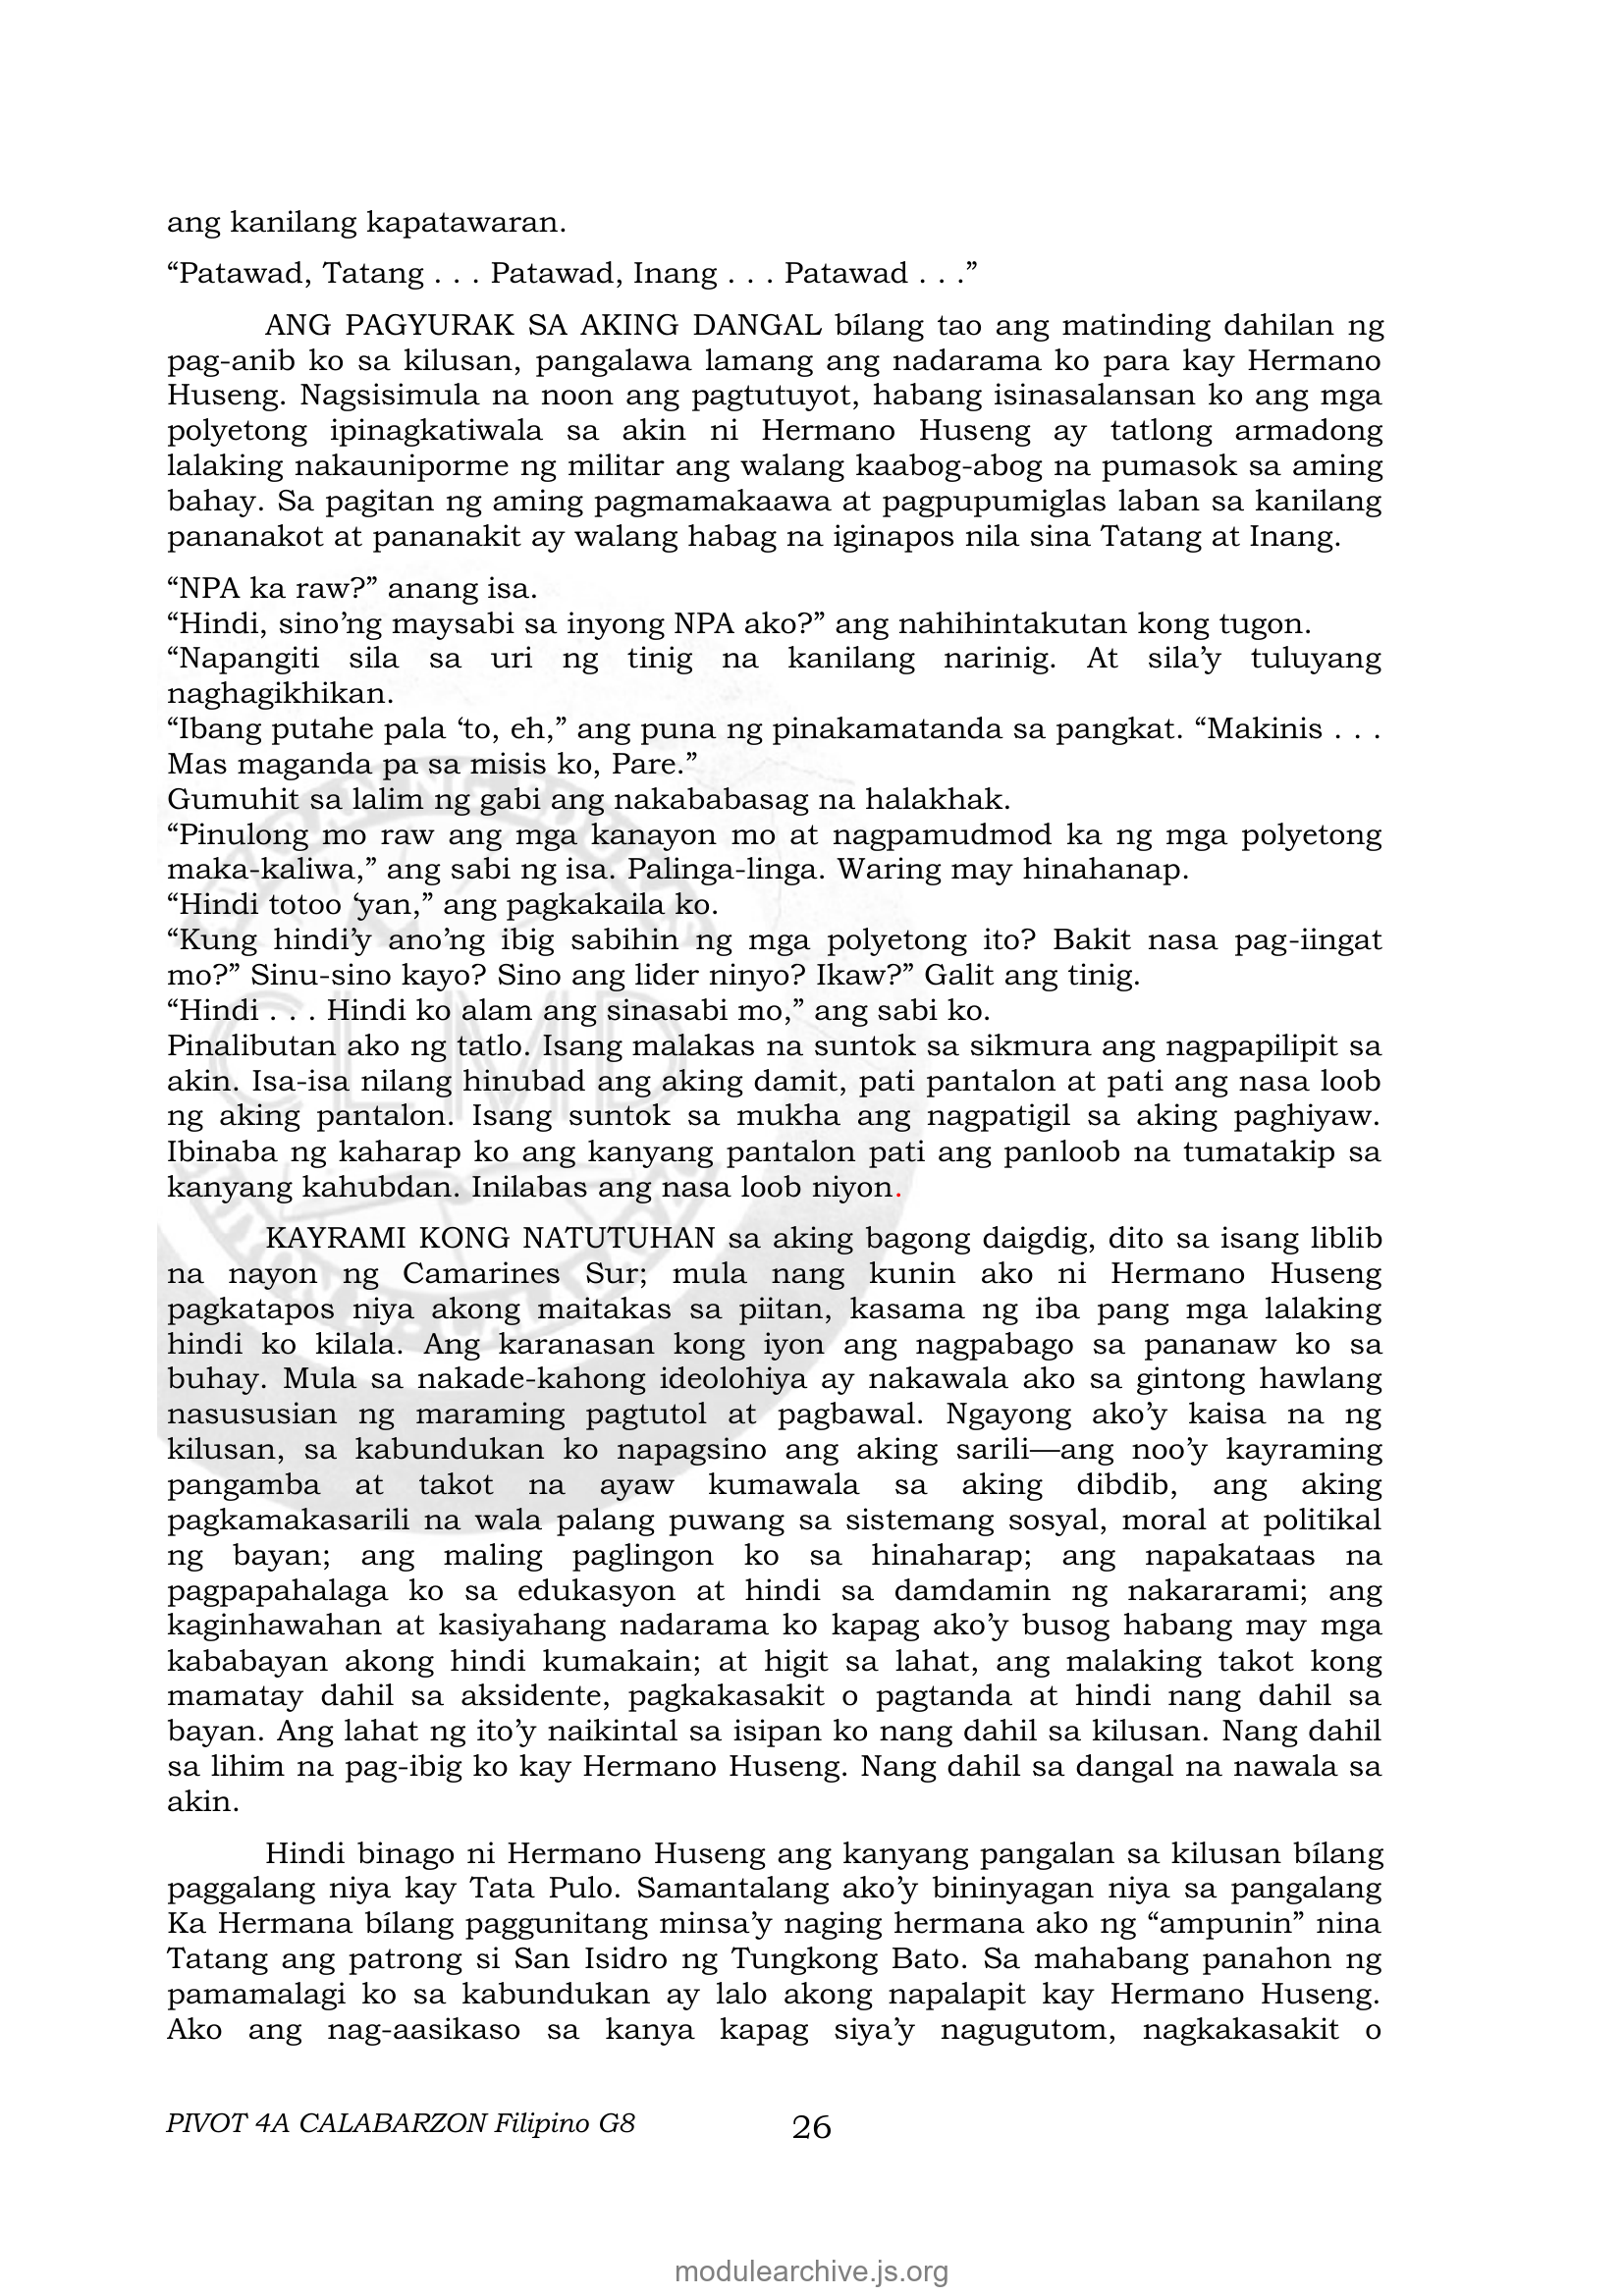 ang kanilang kapatawaran.
“Patawad, Tatang . . . Patawad, Inang . . . Patawad . . .”
ANG PAGYURAK SA AKING DANGAL bílang tao ang matinding dahilan ng
pag-anib ko sa kilusan, pangalawa lamang ang nadarama ko para kay Hermano
Huseng. Nagsisimula na noon ang pagtutuyot, habang isinasalansan ko ang mga
polyetong ipinagkatiwala sa akin ni Hermano Huseng ay tatlong armadong
lalaking nakauniporme ng militar ang walang kaabog-abog na pumasok sa aming
bahay. Sa pagitan ng aming pagmamakaawa at pagpupumiglas laban sa kanilang
pananakot at pananakit ay walang habag na iginapos nila sina Tatang at Inang.
“NPA ka raw?” anang isa.
“Hindi, sino’ng maysabi sa inyong NPA ako?” ang nahihintakutan kong tugon.
“Napangiti sila sa uri ng tinig na kanilang narinig. At sila’y tuluyang
naghagikhikan.
“Ibang putahe pala ‘to, eh,” ang puna ng pinakamatanda sa pangkat. “Makinis . . .
Mas maganda pa sa misis ko, Pare.”
Gumuhit sa lalim ng gabi ang nakababasag na halakhak.
“Pinulong mo raw ang mga kanayon mo at nagpamudmod ka ng mga polyetong
maka-kaliwa,” ang sabi ng isa. Palinga-linga. Waring may hinahanap.
“Hindi totoo ‘yan,” ang pagkakaila ko.
“Kung hindi’y ano’ng ibig sabihin ng mga polyetong ito? Bakit nasa pag-iingat
mo?” Sinu-sino kayo? Sino ang lider ninyo? Ikaw?” Galit ang tinig.
“Hindi . . . Hindi ko alam ang sinasabi mo,” ang sabi ko.
Pinalibutan ako ng tatlo. Isang malakas na suntok sa sikmura ang nagpapilipit sa
akin. Isa-isa nilang hinubad ang aking damit, pati pantalon at pati ang nasa loob
ng aking pantalon. Isang suntok sa mukha ang nagpatigil sa aking paghiyaw.
Ibinaba ng kaharap ko ang kanyang pantalon pati ang panloob na tumatakip sa
kanyang kahubdan. Inilabas ang nasa loob niyon.
KAYRAMI KONG NATUTUHAN sa aking bagong daigdig, dito sa isang liblib
na nayon ng Camarines Sur; mula nang kunin ako ni Hermano Huseng
pagkatapos niya akong maitakas sa piitan, kasama ng iba pang mga lalaking
hindi ko kilala. Ang karanasan kong iyon ang nagpabago sa pananaw ko sa
buhay. Mula sa nakade-kahong ideolohiya ay nakawala ako sa gintong hawlang
nasususian ng maraming pagtutol at pagbawal. Ngayong ako’y kaisa na ng
kilusan, sa kabundukan ko napagsino ang aking sarili—ang noo’y kayraming
pangamba at takot na ayaw kumawala sa aking dibdib, ang aking
pagkamakasarili na wala palang puwang sa sistemang sosyal, moral at politikal
ng bayan; ang maling paglingon ko sa hinaharap; ang napakataas na
pagpapahalaga ko sa edukasyon at hindi sa damdamin ng nakararami; ang
kaginhawahan at kasiyahang nadarama ko kapag ako’y busog habang may mga
kababayan akong hindi kumakain; at higit sa lahat, ang malaking takot kong
mamatay dahil sa aksidente, pagkakasakit o pagtanda at hindi nang dahil sa
bayan. Ang lahat ng ito’y naikintal sa isipan ko nang dahil sa kilusan. Nang dahil
sa lihim na pag-ibig ko kay Hermano Huseng. Nang dahil sa dangal na nawala sa
akin.
Hindi binago ni Hermano Huseng ang kanyang pangalan sa kilusan bílang
paggalang niya kay Tata Pulo. Samantalang ako’y bininyagan niya sa pangalang
Ka Hermana bílang paggunitang minsa’y naging hermana ako ng “ampunin” nina
Tatang ang patrong si San Isidro ng Tungkong Bato. Sa mahabang panahon ng
pamamalagi ko sa kabundukan ay lalo akong napalapit kay Hermano Huseng.
Ako ang nag-aasikaso sa kanya kapag siya’y nagugutom, nagkakasakit o
PIVOT 4A CALABARZON Filipino G8
26
CLMD
modulearchive.js.org